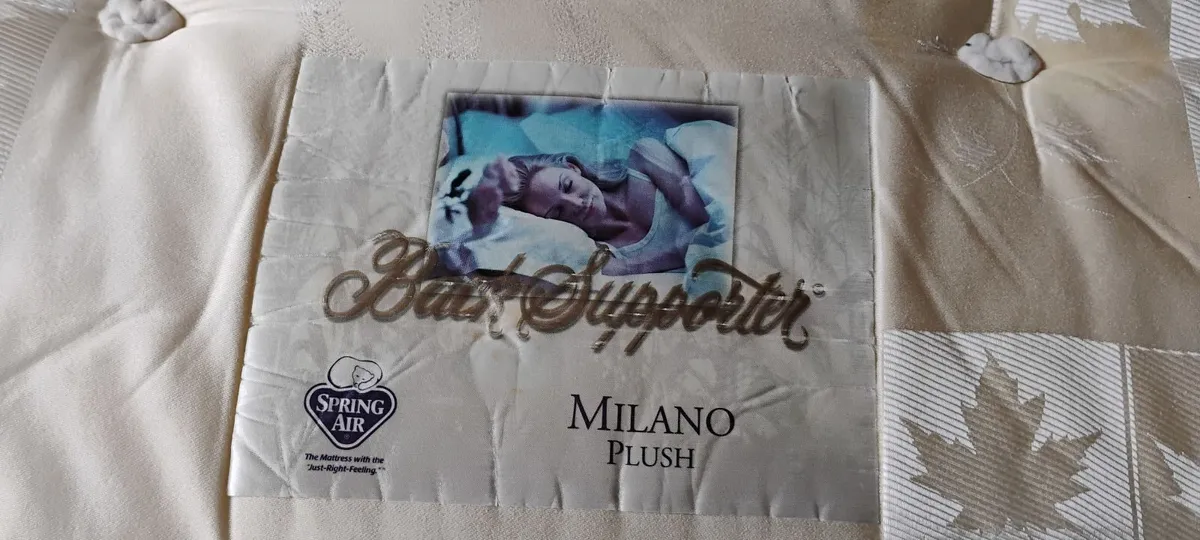 Back Supporter®
SPRING
AIR
The Mattress with the
"Just-Right-Feeling."™
MILANO
PLUSH